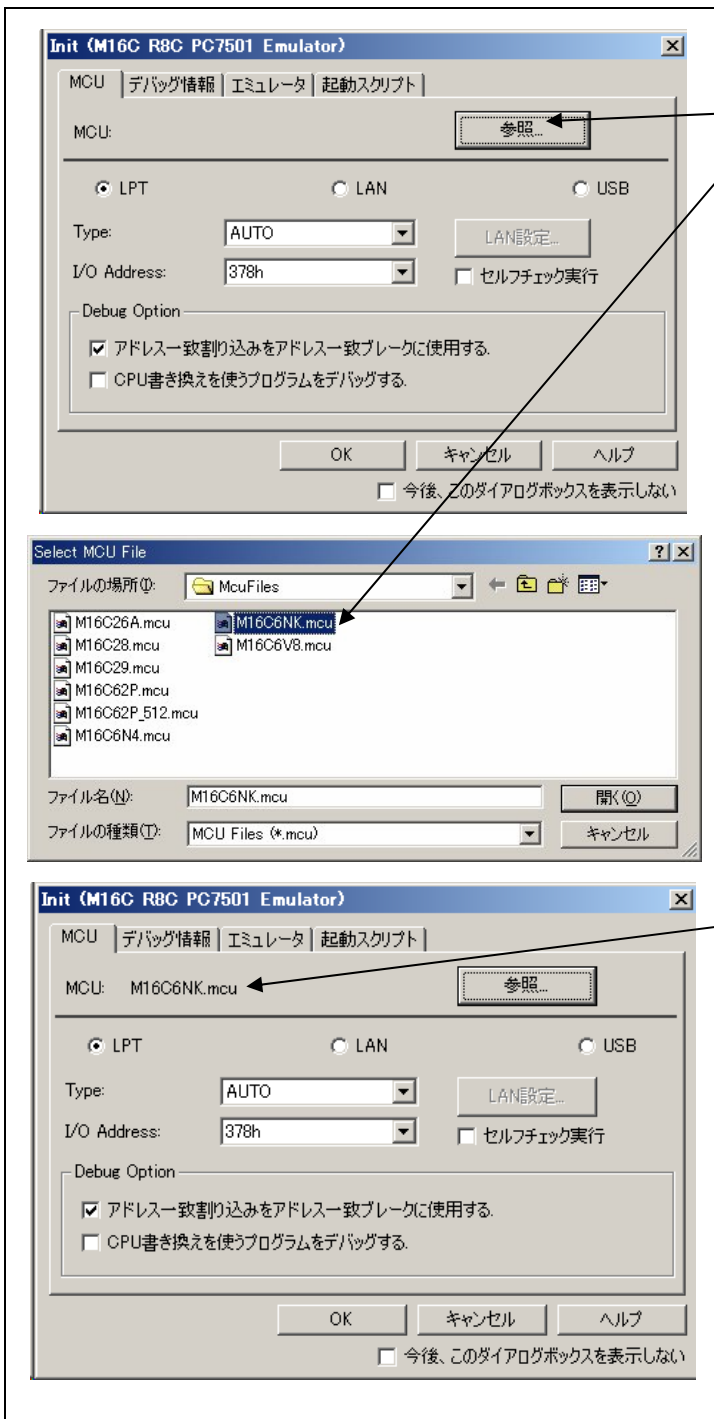 Init (M16C R8C PC7501 Emulator)
MCU デバッグ情報 エミュレータ 起動スクリプト
MCU: 参照...
LPT LAN USB
Type: AUTO LAN設定...
I/O Address: 378h セルフチェック実行
Debug Option
アドレス一致割り込みをアドレス一致ブレークに使用する.
CPU書き換えを使うプログラムをデバッグする.
OK キャンセル ヘルプ
今後、このダイアログボックスを表示しない
Select MCU File
ファイルの場所(I): McuFiles
M16C26A.mcu M16C6NK.mcu
M16C28.mcu M16C6V8.mcu
M16C29.mcu
M16C62P.mcu
M16C62P_512.mcu
M16C6N4.mcu
ファイル名(N): M16C6NK.mcu 開く(O)
ファイルの種類(T): MCU Files (*.mcu) キャンセル
Init (M16C R8C PC7501 Emulator)
MCU デバッグ情報 エミュレータ 起動スクリプト
MCU: M16C6NK.mcu 参照...
LPT LAN USB
Type: AUTO LAN設定...
I/O Address: 378h セルフチェック実行
Debug Option
アドレス一致割り込みをアドレス一致ブレークに使用する.
CPU書き換えを使うプログラムをデバッグする.
OK キャンセル ヘルプ
今後、このダイアログボックスを表示しない